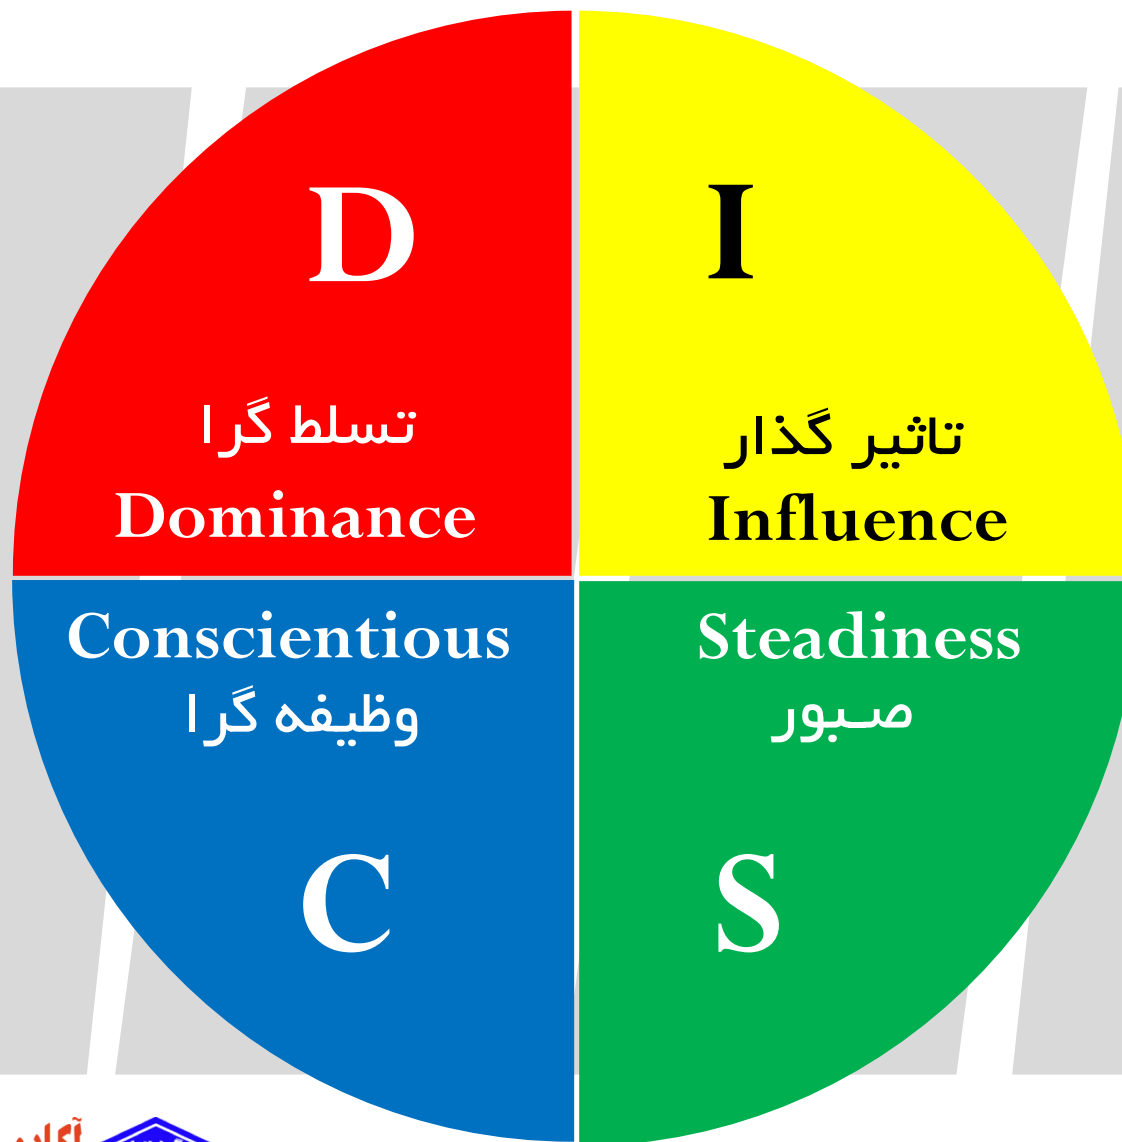 D
I
تسلط گرا
تاثیر گذار
Dominance
Influence
Conscientious
Steadiness
وظیفه گرا
صبور
C
S